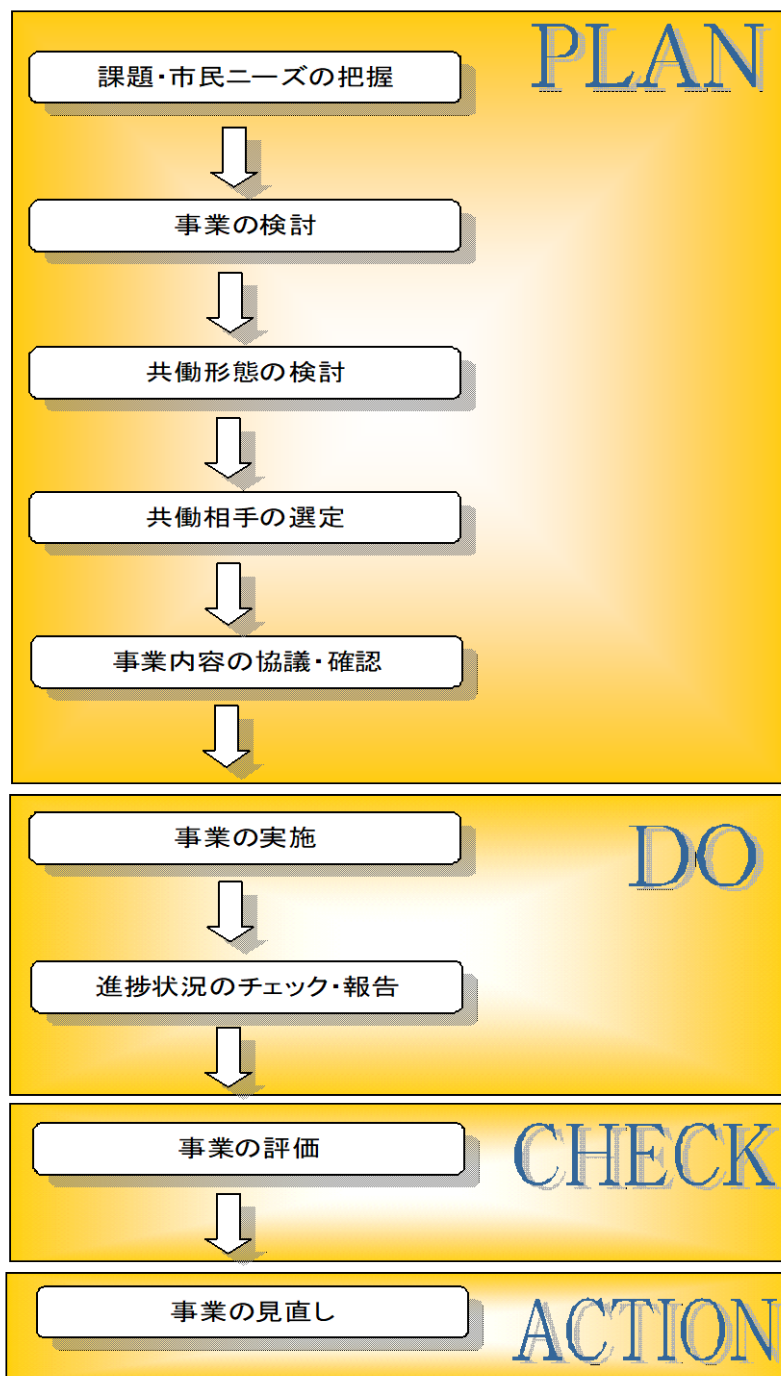 PLAN
課題・市民ニーズの把握
事業の検討
共働形態の検討
共働相手の選定
事業内容の協議・確認
DO
事業の実施
進捗状況のチェック・報告
CHECK
事業の評価
ACTION
事業の見直し